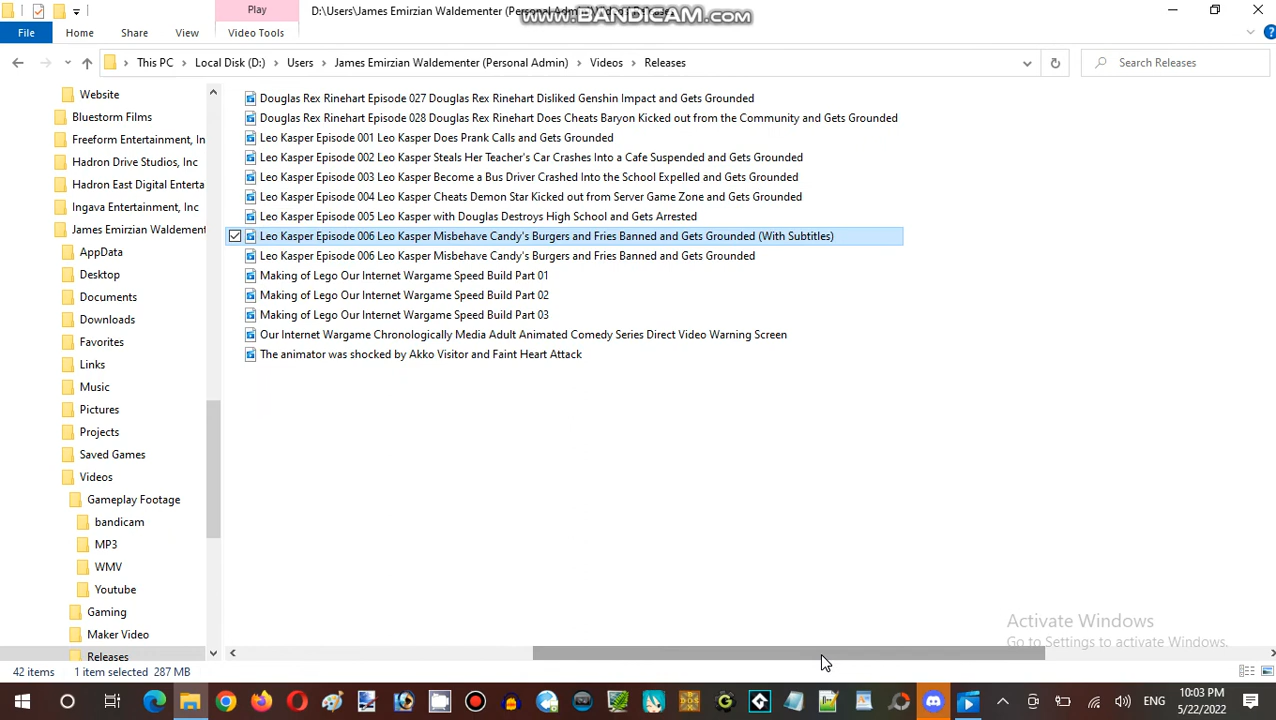 Play
D:\Users\James Emirzian Waldementer (Personal Admin)\
www.BANDICAM.com
File
Home
Share
View
Video Tools
This PC
Local Disk (D:)
Users
James Emirzian Waldementer (Personal Admin)
Videos
Releases
Search Releases
Website
Bluestorm Films
Freeform Entertainment, In
Hadron Drive Studios, Inc
Hadron East Digital Enterta
Ingava Entertainment, Inc
James Emirzian Waldement
AppData
Desktop
Documents
Downloads
Favorites
Links
Music
Pictures
Projects
Saved Games
Videos
Gameplay Footage
bandicam
MP3
WMV
Youtube
Gaming
Maker Video
Releases
Douglas Rex Rinehart Episode 027 Douglas Rex Rinehart Disliked Genshin Impact and Gets Grounded
Douglas Rex Rinehart Episode 028 Douglas Rex Rinehart Does Cheats Baryon Kicked out from the Community and Gets Grounded
Leo Kasper Episode 001 Leo Kasper Does Prank Calls and Gets Grounded
Leo Kasper Episode 002 Leo Kasper Steals Her Teacher's Car Crashes Into a Cafe Suspended and Gets Grounded
Leo Kasper Episode 003 Leo Kasper Become a Bus Driver Crashed Into the School Expelled and Gets Grounded
Leo Kasper Episode 004 Leo Kasper Cheats Demon Star Kicked out from Server Game Zone and Gets Grounded
Leo Kasper Episode 005 Leo Kasper with Douglas Destroys High School and Gets Arrested
Leo Kasper Episode 006 Leo Kasper Misbehave Candy's Burgers and Fries Banned and Gets Grounded (With Subtitles)
Leo Kasper Episode 006 Leo Kasper Misbehave Candy's Burgers and Fries Banned and Gets Grounded
Making of Lego Our Internet Wargame Speed Build Part 01
Making of Lego Our Internet Wargame Speed Build Part 02
Making of Lego Our Internet Wargame Speed Build Part 03
Our Internet Wargame Chronologically Media Adult Animated Comedy Series Direct Video Warning Screen
The animator was shocked by Akko Visitor and Faint Heart Attack
Activate Windows
Go to Settings to activate Windows.
42 items
1 item selected 287 MB
ENG
10:03 PM
5/22/2022